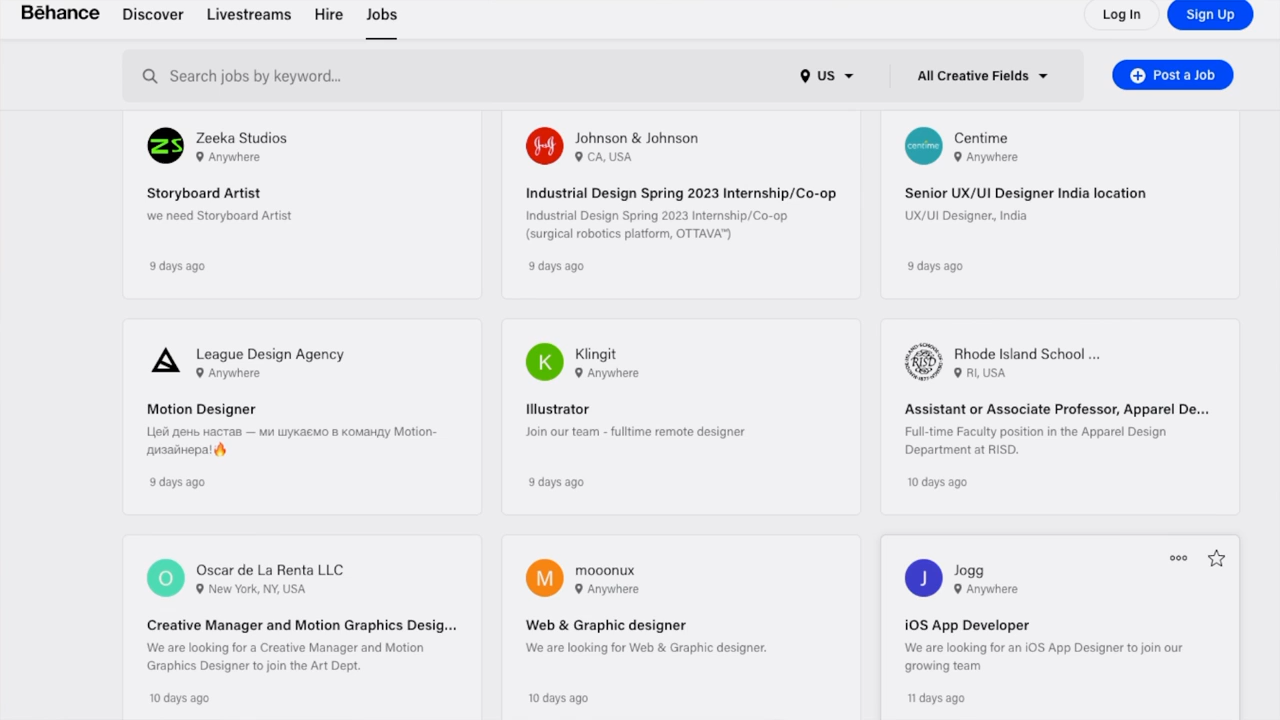 Bēhance Discover Livestreams Hire Jobs Log In Sign Up
Search jobs by keyword... US All Creative Fields Post a Job
ZS Zeeka Studios
Anywhere
Storyboard Artist
we need Storyboard Artist
9 days ago
J&J Johnson & Johnson
CA, USA
Industrial Design Spring 2023 Internship/Co-op
Industrial Design Spring 2023 Internship/Co-op
(surgical robotics platform, OTTAVA™)
9 days ago
centime Centime
Anywhere
Senior UX/UI Designer India location
UX/UI Designer., India
9 days ago
League Design Agency
Anywhere
Motion Designer
Цей день настав — ми шукаємо в команду Motion-
дизайнера!🔥
9 days ago
K Klingit
Anywhere
Illustrator
Join our team - fulltime remote designer
9 days ago
RISD Rhode Island School ...
RI, USA
Assistant or Associate Professor, Apparel De...
Full-time Faculty position in the Apparel Design
Department at RISD.
10 days ago
O Oscar de La Renta LLC
New York, NY, USA
Creative Manager and Motion Graphics Desig...
We are looking for a Creative Manager and Motion
Graphics Designer to join the Art Dept.
10 days ago
M mooonux
Anywhere
Web & Graphic designer
We are looking for Web & Graphic designer.
10 days ago
J Jogg
Anywhere
iOS App Developer
We are looking for an iOS App Designer to join our
growing team
11 days ago